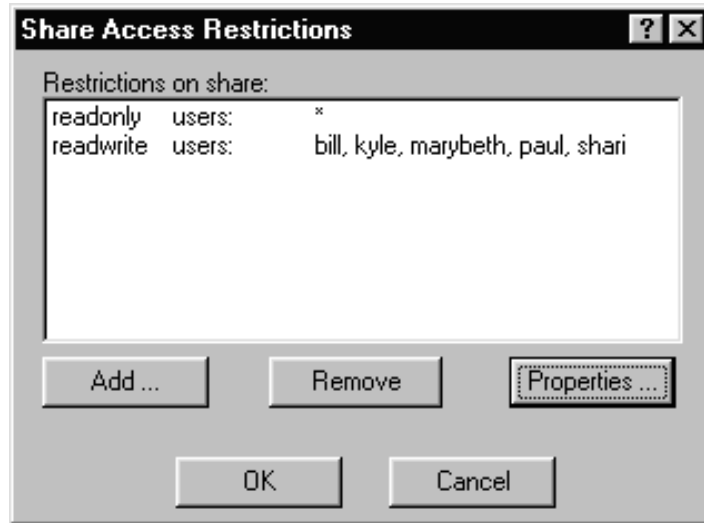 Share Access Restrictions ? X
Restrictions on share:
readonly users: *
readwrite users: bill, kyle, marybeth, paul, shari
Add ... Remove Properties ...
OK Cancel